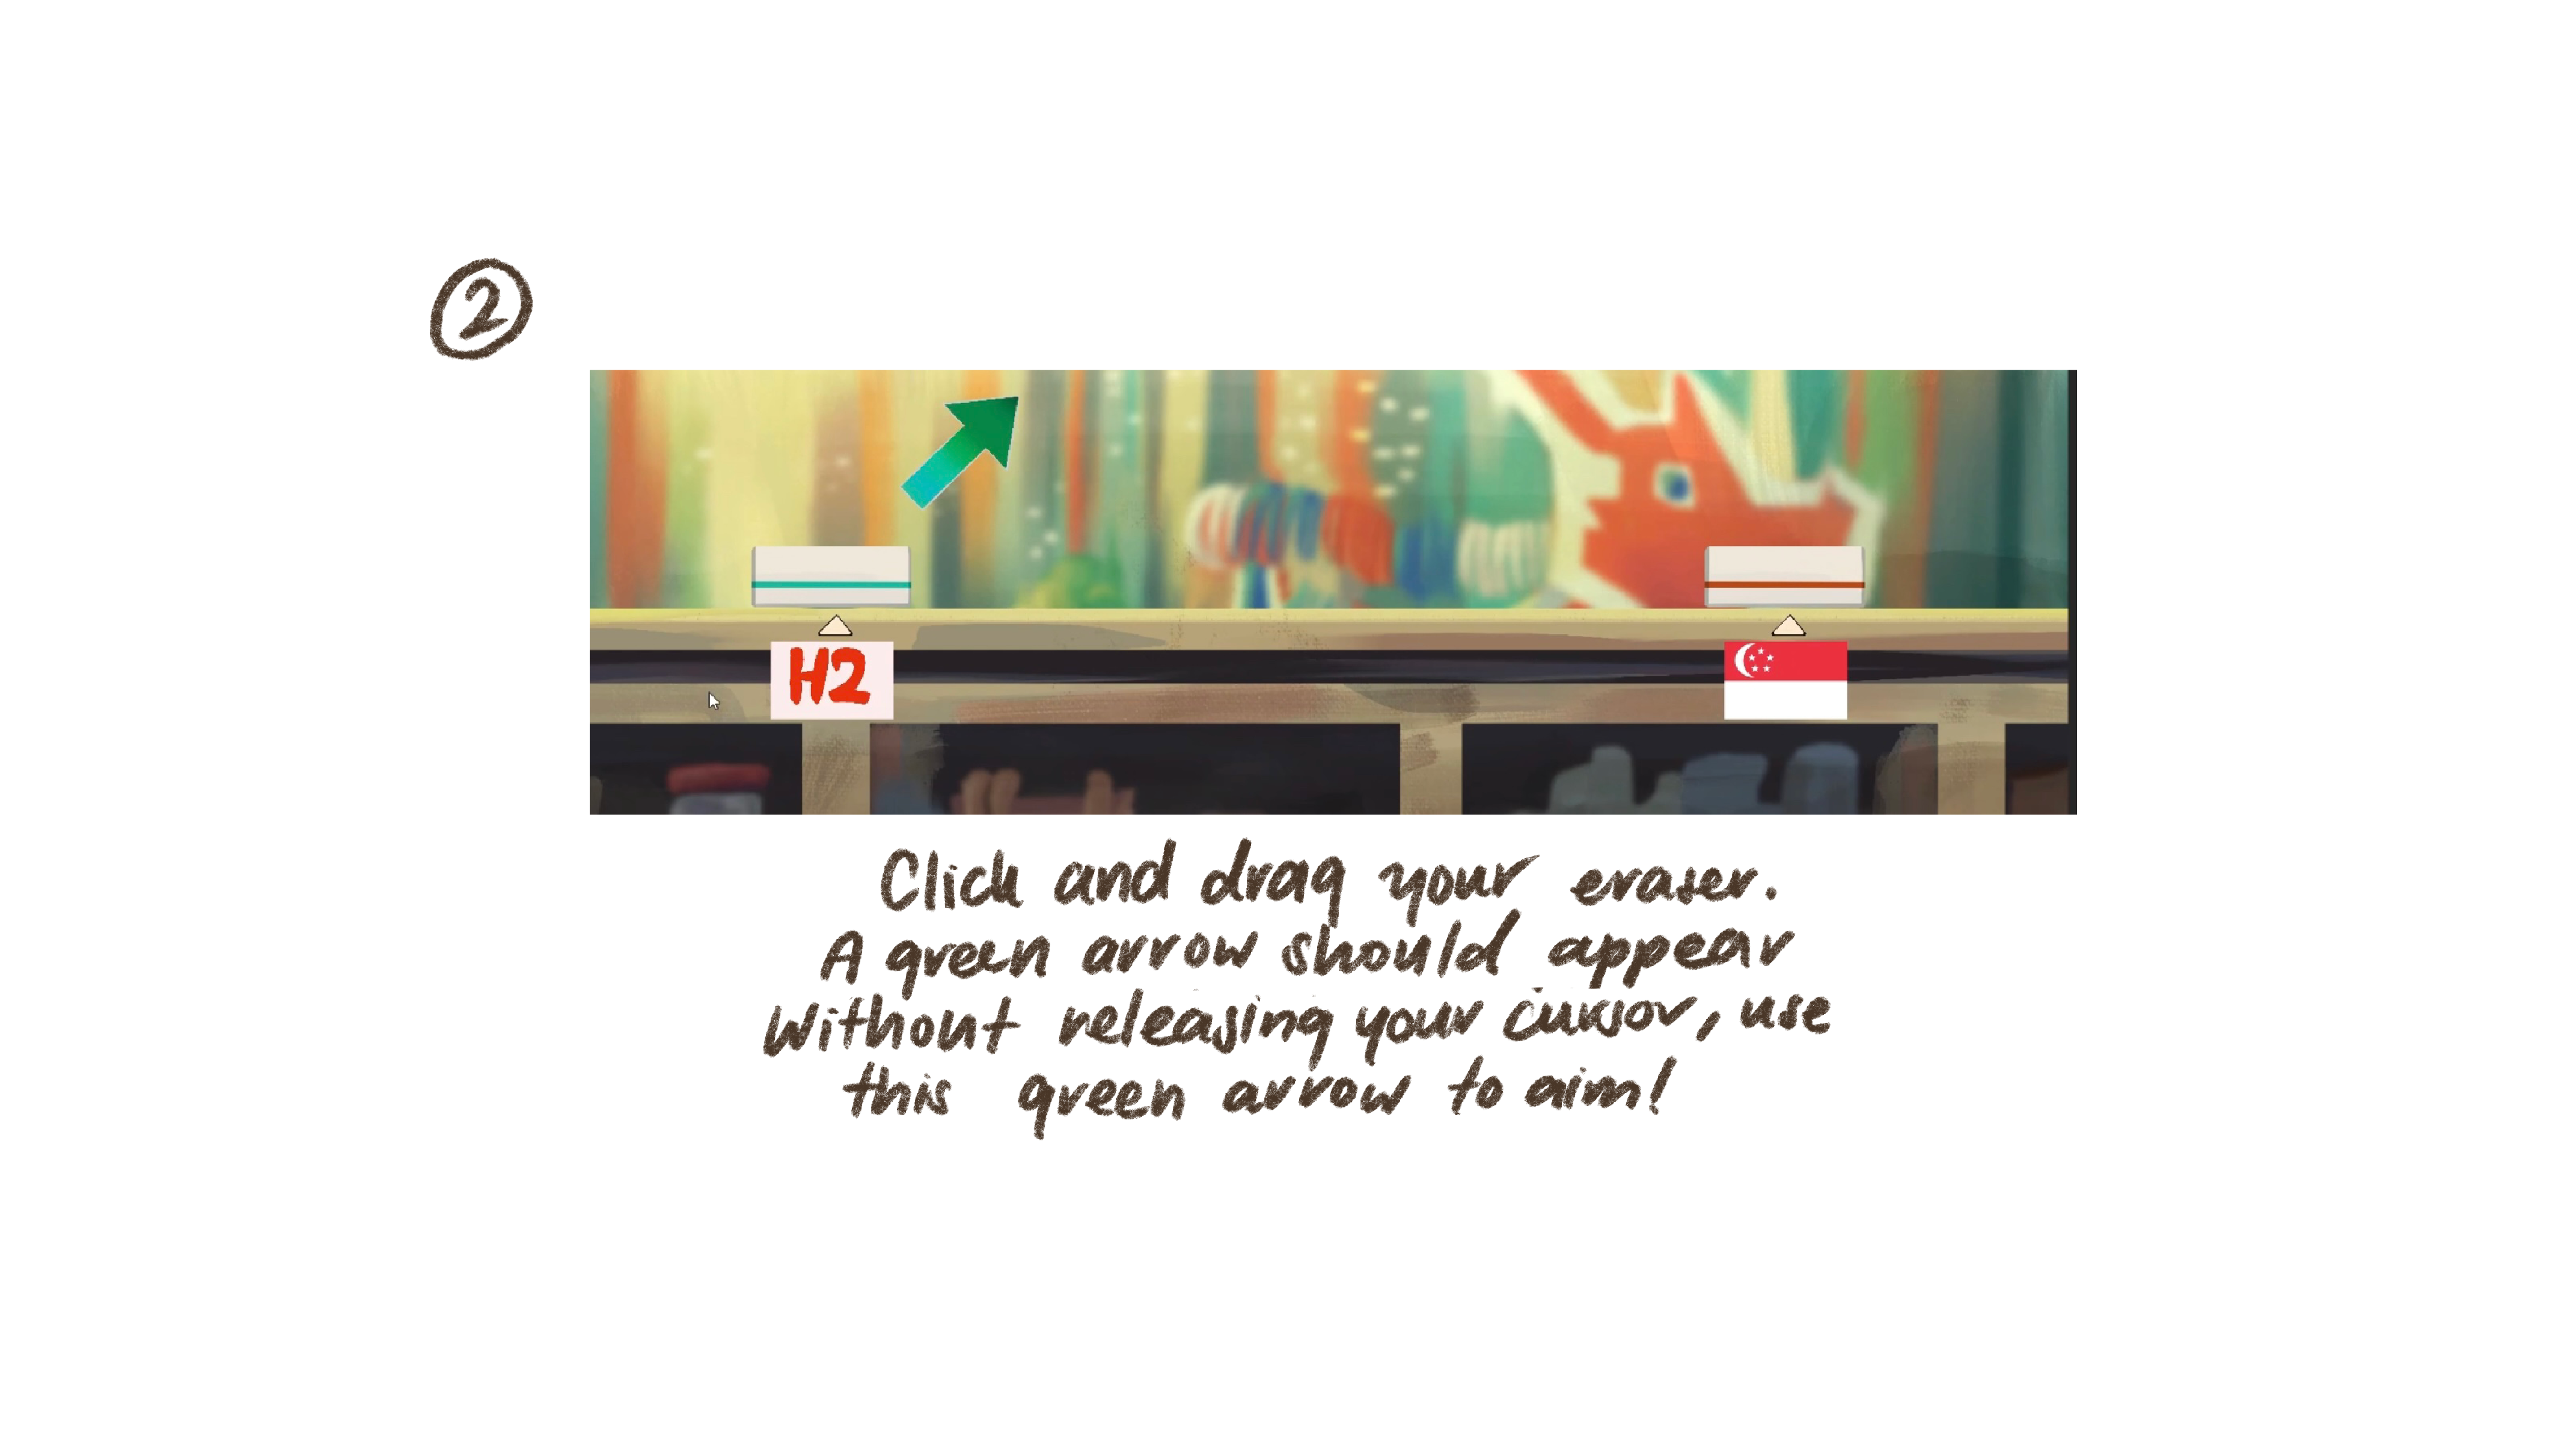 2
H2
Click and drag your eraser.
A green arrow should appear
Without releasing your cursor, use
this green arrow to aim!